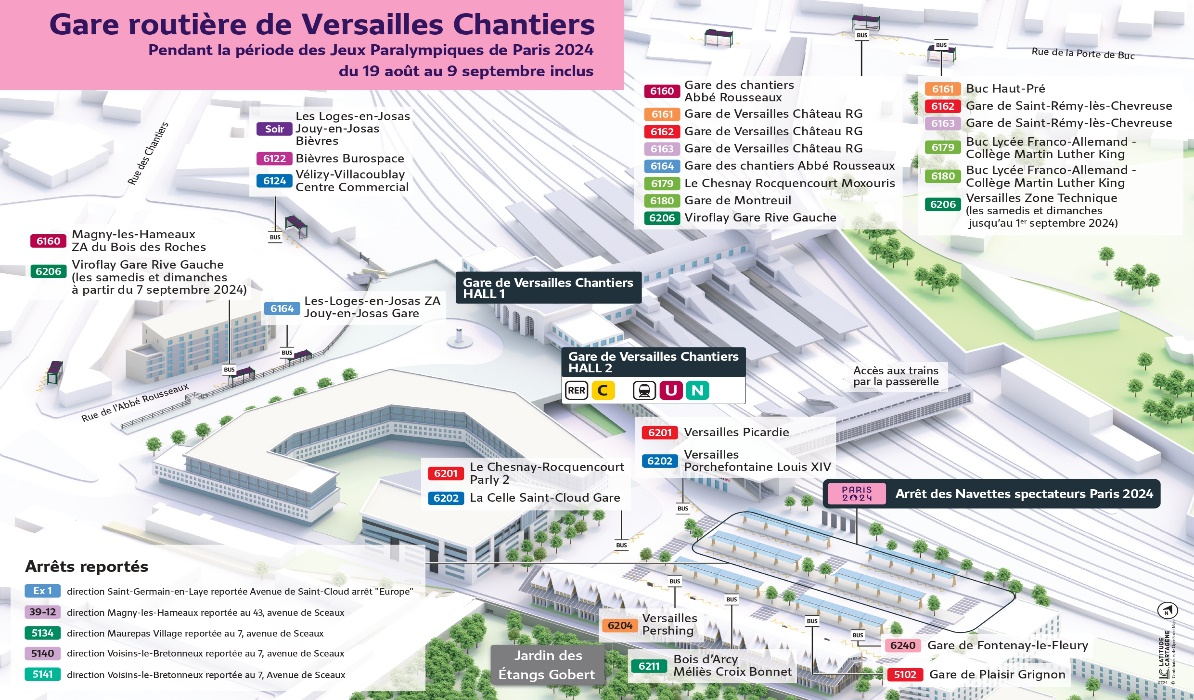 Gare routière de Versailles Chantiers
Pendant la période des Jeux Paralympiques de Paris 2024
du 19 août au 9 septembre inclus
Rue de la Porte de Buc
BUS
BUS
6160 Gare des chantiers
Abbé Rousseaux
6161 Gare de Versailles Château RG
6162 Gare de Versailles Château RG
6163 Gare de Versailles Château RG
6164 Gare des chantiers Abbé Rousseaux
6179 Le Chesnay Rocquencourt Moxouris
6180 Gare de Montreuil
6206 Viroflay Gare Rive Gauche
6161 Buc Haut-Pré
6162 Gare de Saint-Rémy-lès-Chevreuse
6163 Gare de Saint-Rémy-lès-Chevreuse
6179 Buc Lycée Franco-Allemand -
Collège Martin Luther King
6180 Buc Lycée Franco-Allemand -
Collège Martin Luther King
6206 Versailles Zone Technique
(les samedis et dimanches
jusqu'au 1er septembre 2024)
Rue des Chantiers
Soir Les Loges-en-Josas
Jouy-en-Josas
Bièvres
6122 Bièvres Burospace
6124 Vélizy-Villacoublay
Centre Commercial
BUS
6160 Magny-les-Hameaux
ZA du Bois des Roches
6206 Viroflay Gare Rive Gauche
(les samedis et dimanches
à partir du 7 septembre 2024)
6164 Les-Loges-en-Josas ZA
Jouy-en-Josas Gare
BUS
BUS
Rue de l'Abbé Rousseaux
Gare de Versailles Chantiers
HALL 1
Gare de Versailles Chantiers
HALL 2
RER C U N
Accès aux trains
par la passerelle
6201 Versailles Picardie
6202 Versailles
Porchefontaine Louis XIV
BUS
6201 Le Chesnay-Rocquencourt
Parly 2
6202 La Celle Saint-Cloud Gare
BUS
PARIS
2024
Arrêt des Navettes spectateurs Paris 2024
Arrêts reportés
Ex 1 direction Saint-Germain-en-Laye reportée Avenue de Saint-Cloud arrêt "Europe"
39-12 direction Magny-les-Hameaux reportée au 43, avenue de Sceaux
5134 direction Maurepas Village reportée au 7, avenue de Sceaux
5140 direction Voisins-le-Bretonneux reportée au 7, avenue de Sceaux
5141 direction Voisins-le-Bretonneux reportée au 7, Avenue de Sceaux
BUS
BUS
BUS
BUS
6204 Versailles
Pershing
6211 Bois d'Arcy
Méliès Croix Bonnet
6240 Gare de Fontenay-le-Fleury
5102 Gare de Plaisir Grignon
Jardin des
Étangs Gobert
N
LATITUDE
CARTAGÈNE